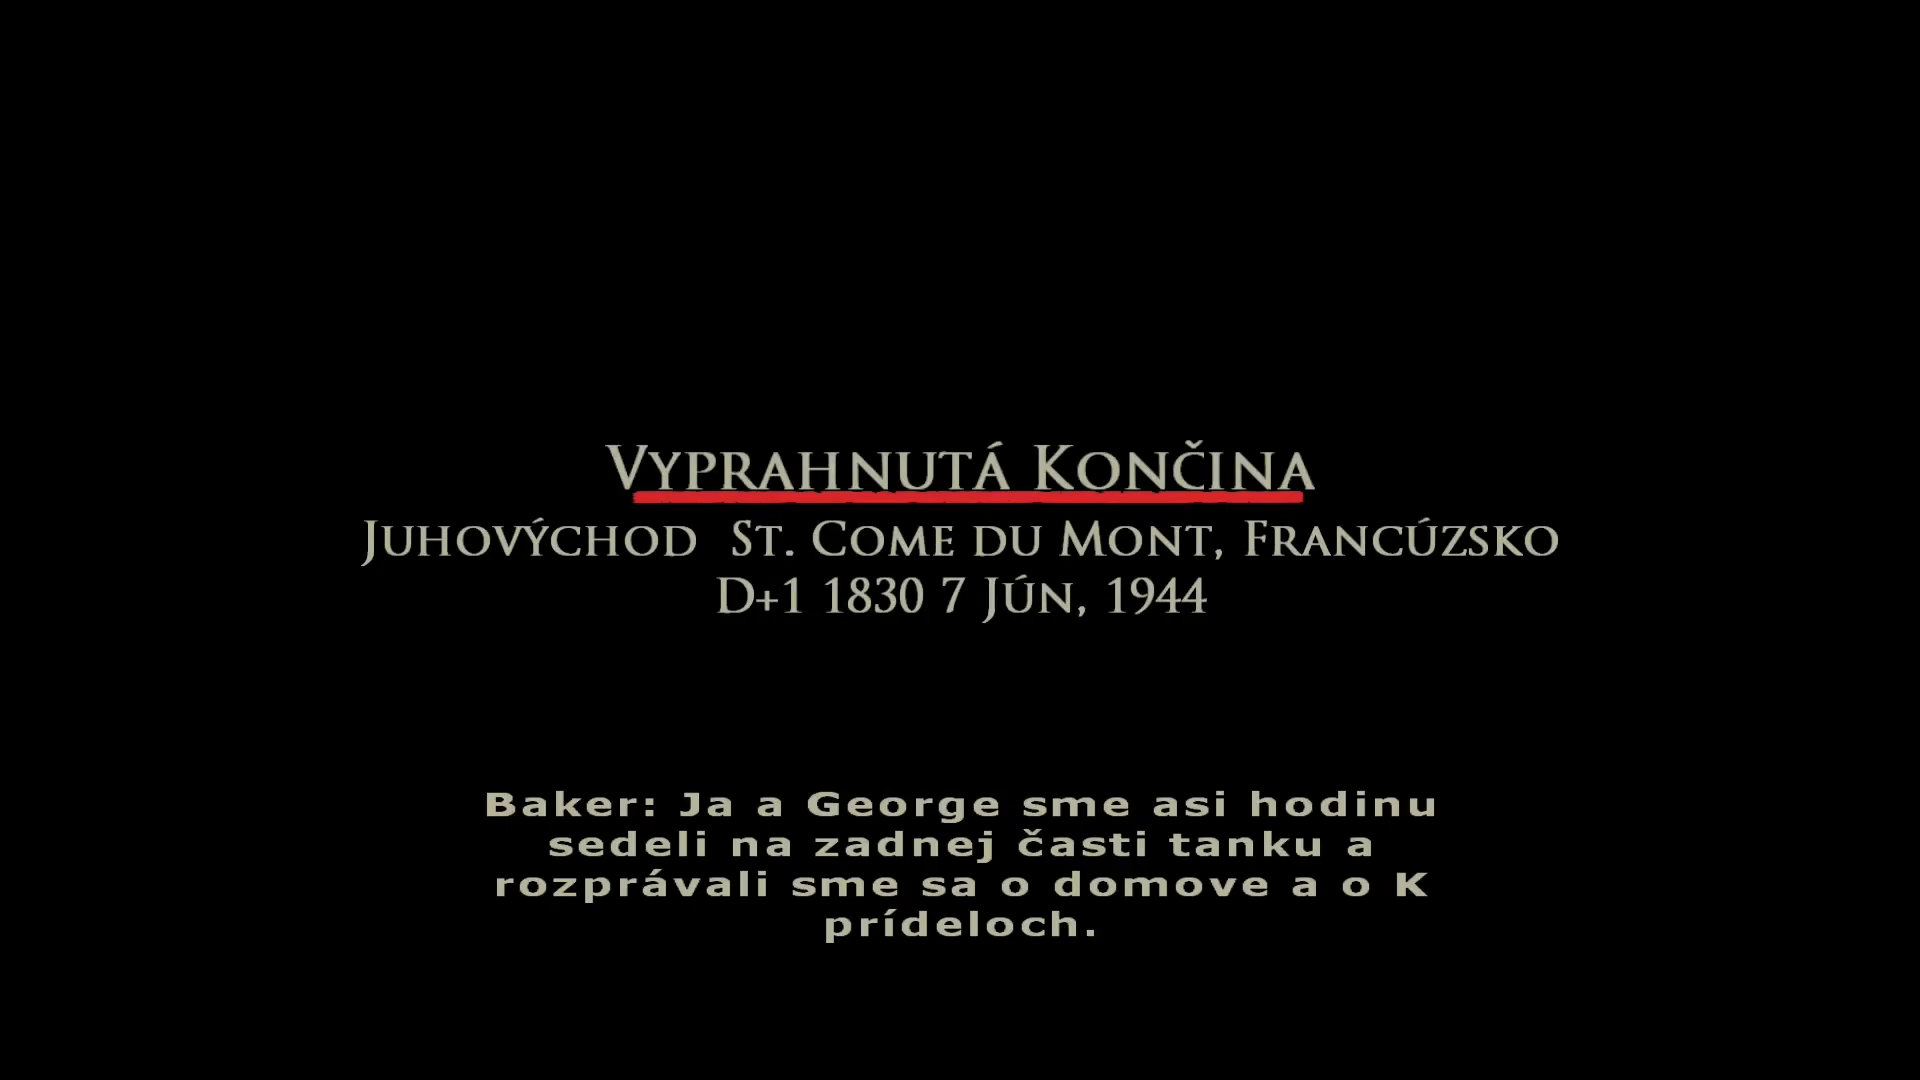 Vyprahnutá Končina
Juhovýchod St. Come du Mont, Francúzsko
D+1 1830 7 Jún, 1944
Baker: Ja a George sme asi hodinu
sedeli na zadnej časti tanku a
rozprávali sme sa o domove a o K
prídeloch.